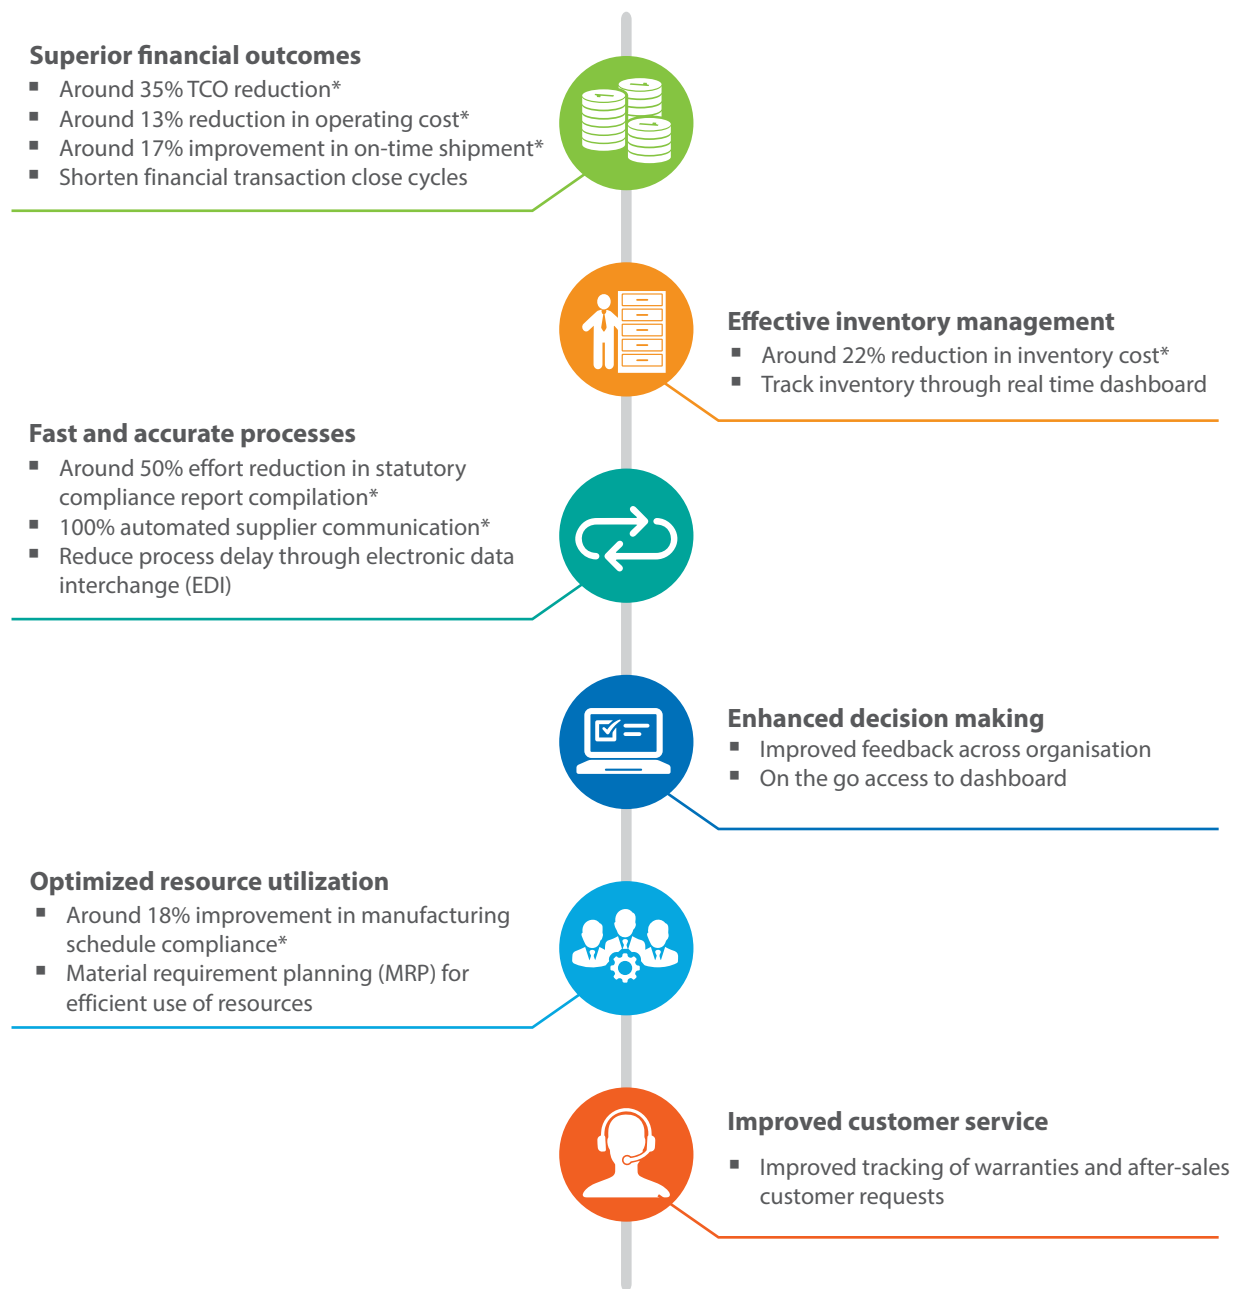 Superior financial outcomes
▪ Around 35% TCO reduction*
▪ Around 13% reduction in operating cost*
▪ Around 17% improvement in on-time shipment*
▪ Shorten financial transaction close cycles
Effective inventory management
▪ Around 22% reduction in inventory cost*
▪ Track inventory through real time dashboard
Fast and accurate processes
▪ Around 50% effort reduction in statutory
compliance report compilation*
▪ 100% automated supplier communication*
▪ Reduce process delay through electronic data
interchange (EDI)
Enhanced decision making
▪ Improved feedback across organisation
▪ On the go access to dashboard
Optimized resource utilization
▪ Around 18% improvement in manufacturing
schedule compliance*
▪ Material requirement planning (MRP) for
efficient use of resources
Improved customer service
▪ Improved tracking of warranties and after-sales
customer requests